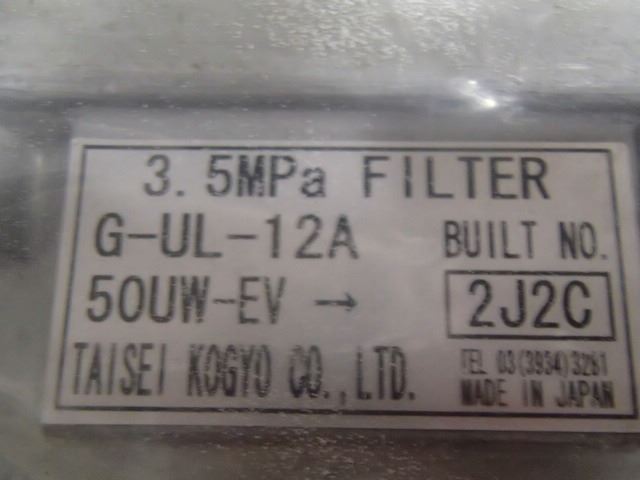 3.5MPa FILTER
G-UL-12A BUILT NO.
50UW-EV → 2J2C
TAISEI KOGYO CO.,LTD. TEL 03(3954)3261
MADE IN JAPAN